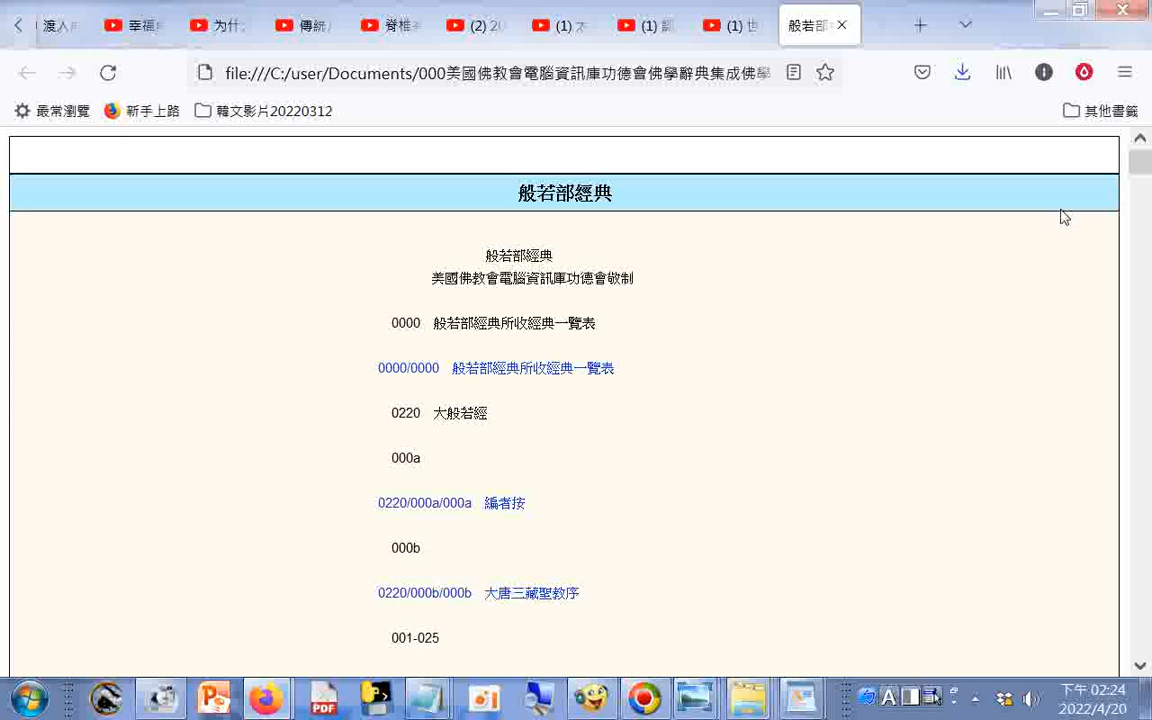 渡人
幸福
为什
傳統
脊椎
(2) 20
(1) 太
(1)
(1) 世
般若部
file:///C:/user/Documents/000美國佛教會電腦資訊庫功德會佛學辭典集成佛學
最常瀏覽
新手上路
韓文影片20220312
其他書籤
般若部經典
般若部經典
美國佛教會電腦資訊庫功德會敬制
0000 般若部經典所收經典一覽表
0000/0000 般若部經典所收經典一覽表
0220 大般若經
000a
0220/000a/000a 編者按
000b
0220/000b/000b 大唐三藏聖教序
001-025
PDF
A
下午 02:24
2022/4/20